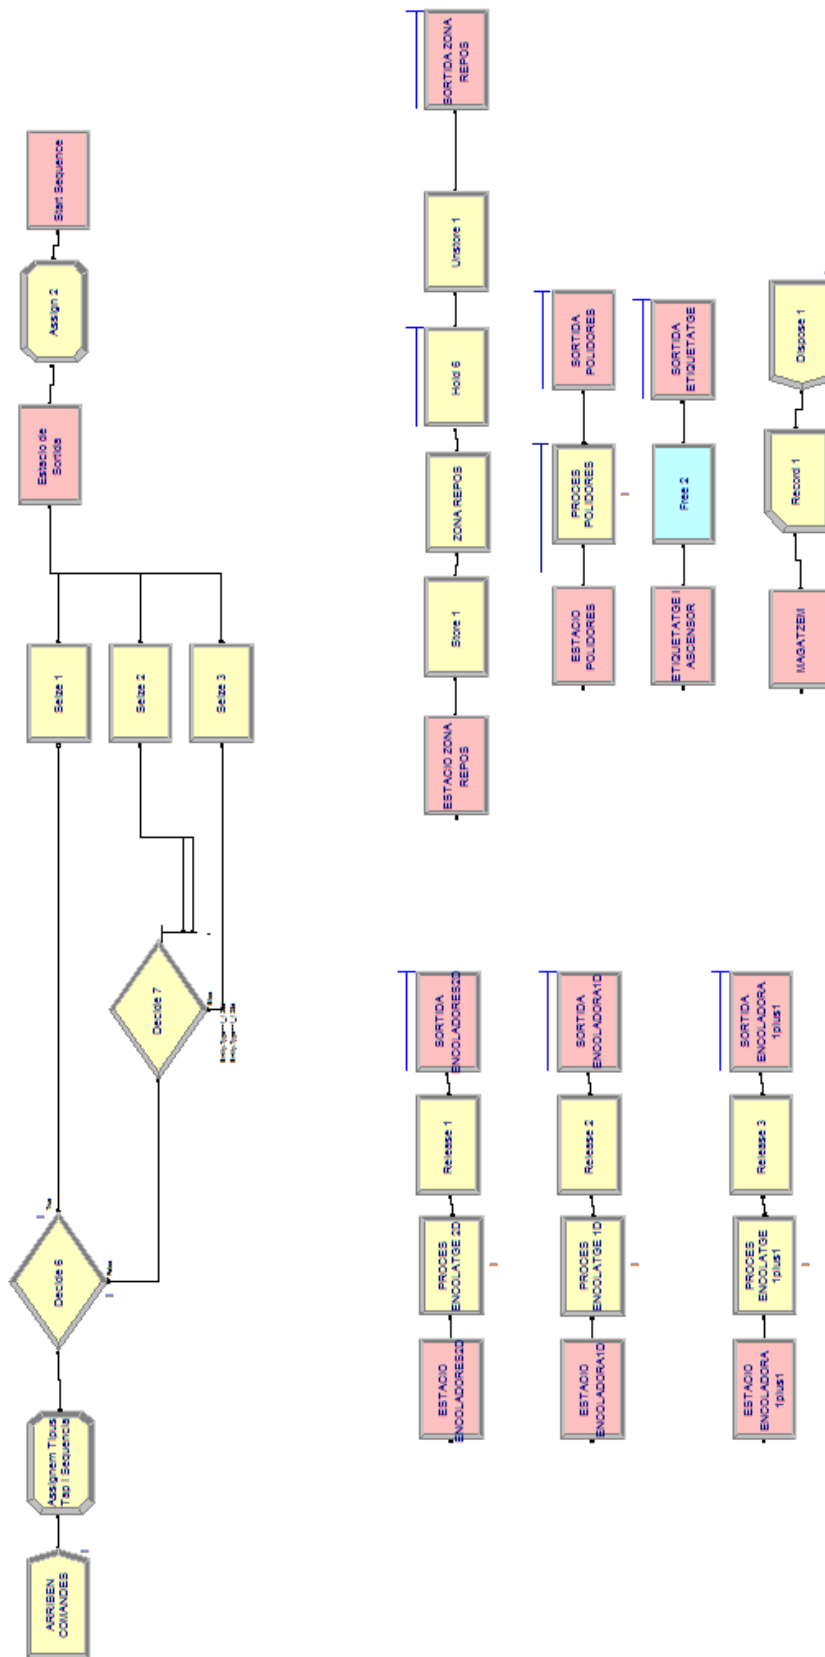 ARRIBEN
COMANDES
Assignem Tipus
Tap i Sequencia
Decide 6
True
False
Decide 7
Else
Seize 1
Seize 2
Seize 3
Estacio de
Sortida
Assign 2
Start Sequence
ESTACIO
ENCOLADORES2D
PROCES
ENCOLATGE 2D
Release 1
SORTIDA
ENCOLADORES2D
ESTACIO
ENCOLADORA1D
PROCES
ENCOLATGE 1D
Release 2
SORTIDA
ENCOLADORA1D
ESTACIO
ENCOLADORA
1plus1
PROCES
ENCOLATGE
1plus1
Release 3
SORTIDA
ENCOLADORA
1plus1
ESTACIO ZONA
REPOS
Store 1
ZONA REPOS
Hold 6
Unstore 1
SORTIDA ZONA
REPOS
ESTACIO
POLIDORES
PROCES
POLIDORES
SORTIDA
POLIDORES
ETIQUETATGE I
ASCENSOR
Free 2
SORTIDA
ETIQUETATGE
MAGATZEM
Record 1
Dispose 1